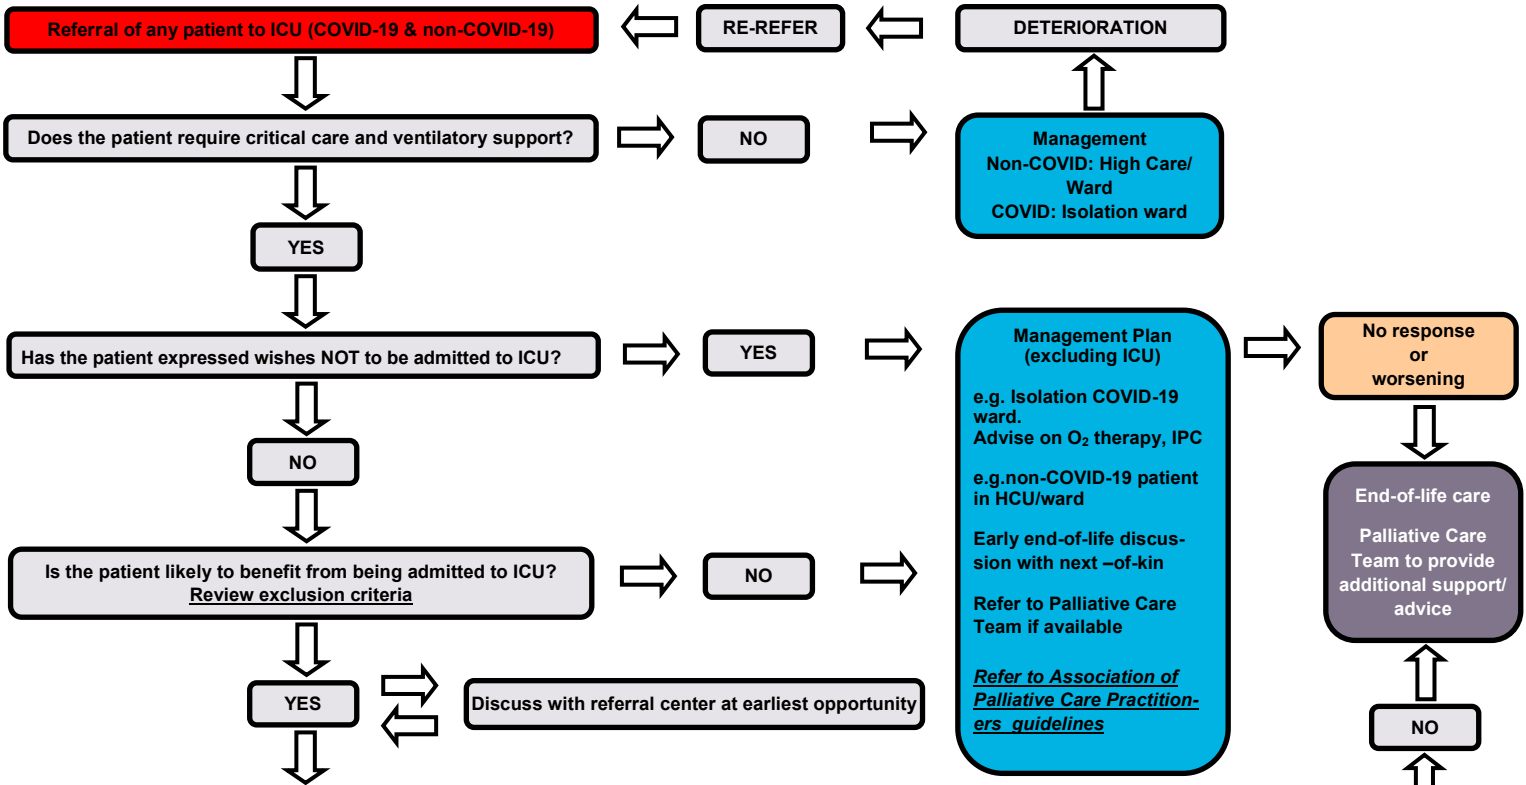 Referral of any patient to ICU (COVID-19 & non-COVID-19)
RE-REFER
DETERIORATION
Does the patient require critical care and ventilatory support?
NO
Management
Non-COVID: High Care/
Ward
COVID: Isolation ward
YES
Has the patient expressed wishes NOT to be admitted to ICU?
YES
Management Plan
(excluding ICU)
e.g. Isolation COVID-19
ward.
Advise on O₂ therapy, IPC
e.g.non-COVID-19 patient
in HCU/ward
Early end-of-life discus-
sion with next –of-kin
Refer to Palliative Care
Team if available
Refer to Association of
Palliative Care Practition-
ers guidelines
No response
or
worsening
NO
End-of-life care
Palliative Care
Team to provide
additional support/
advice
Is the patient likely to benefit from being admitted to ICU?
Review exclusion criteria
NO
YES
Discuss with referral center at earliest opportunity
NO